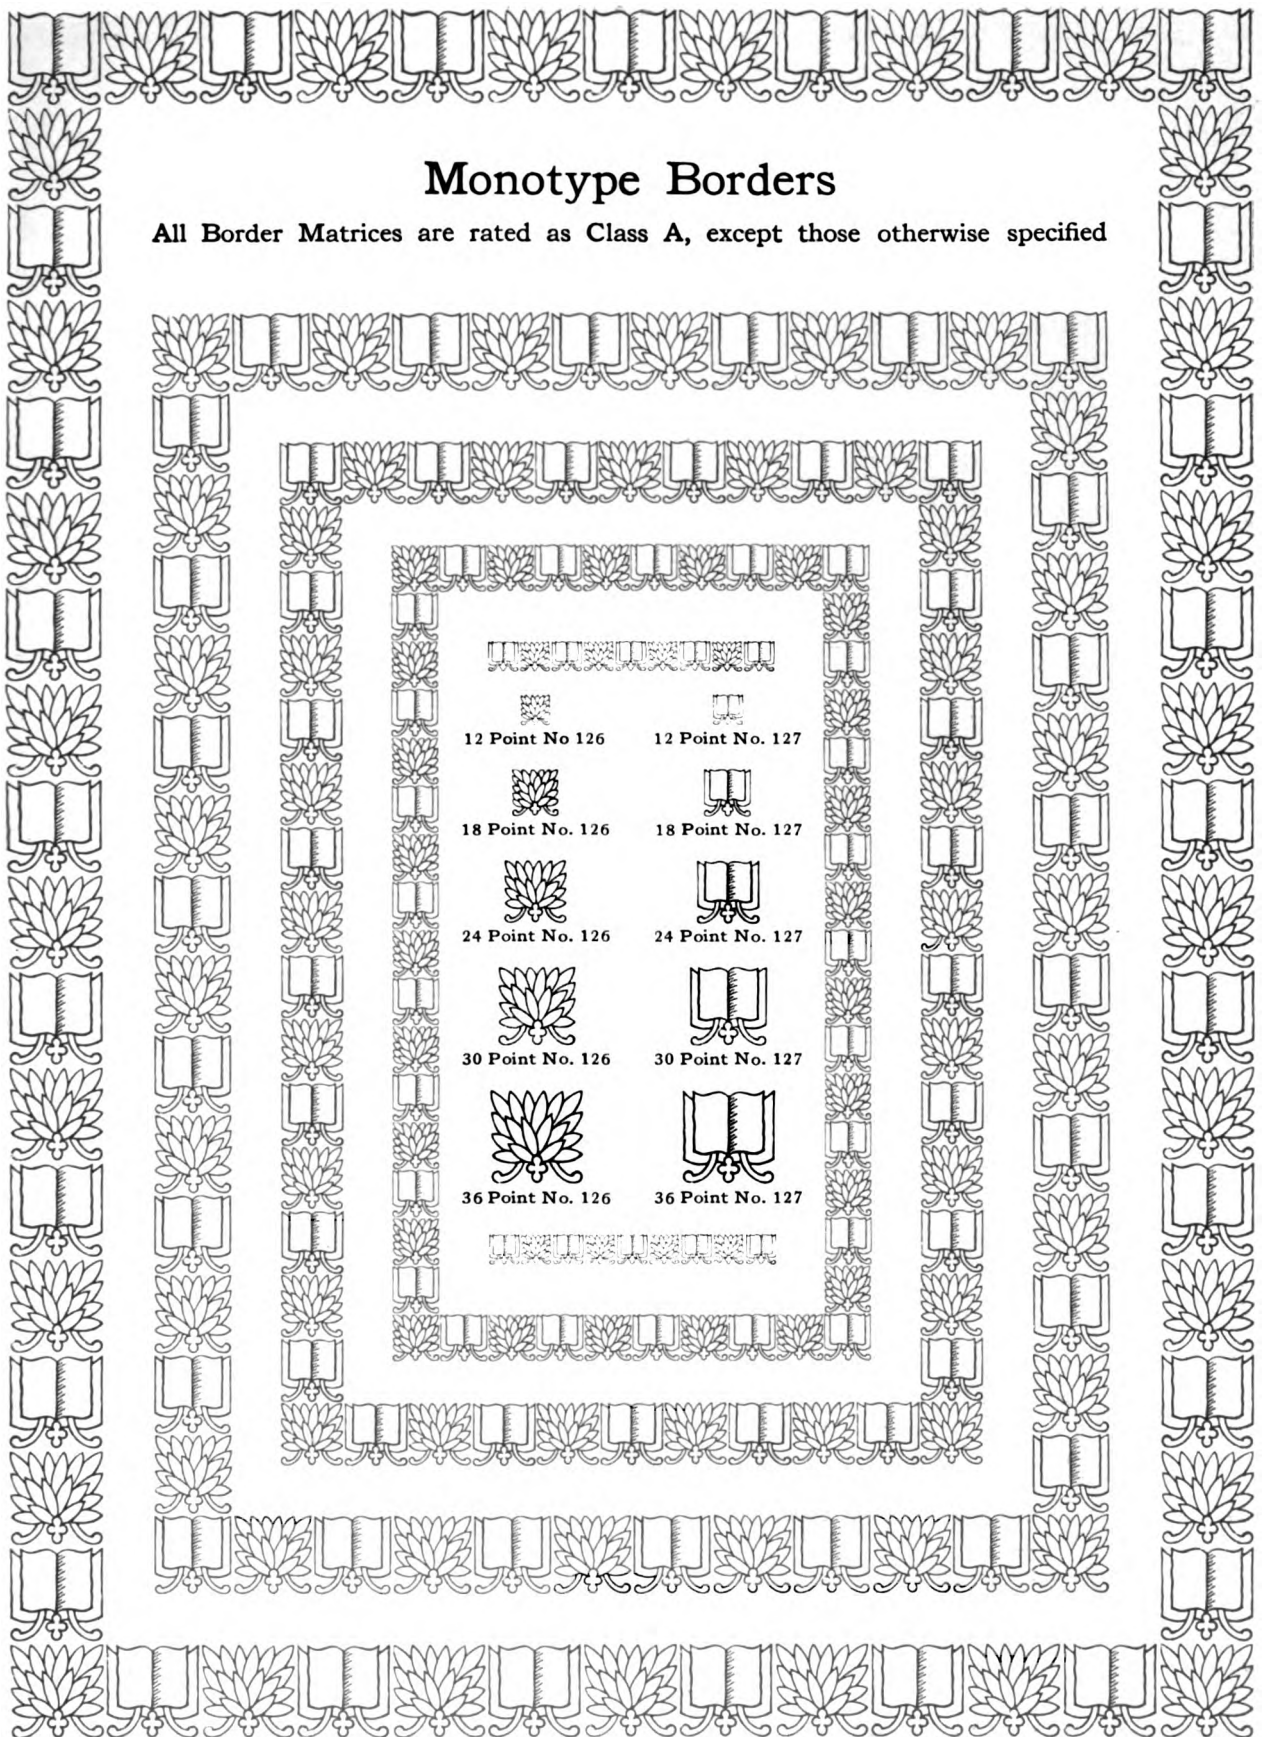 Monotype Borders
All Border Matrices are rated as Class A, except those otherwise specified
12 Point No 126 12 Point No. 127
18 Point No. 126 18 Point No. 127
24 Point No. 126 24 Point No. 127
30 Point No. 126 30 Point No. 127
36 Point No. 126 36 Point No. 127